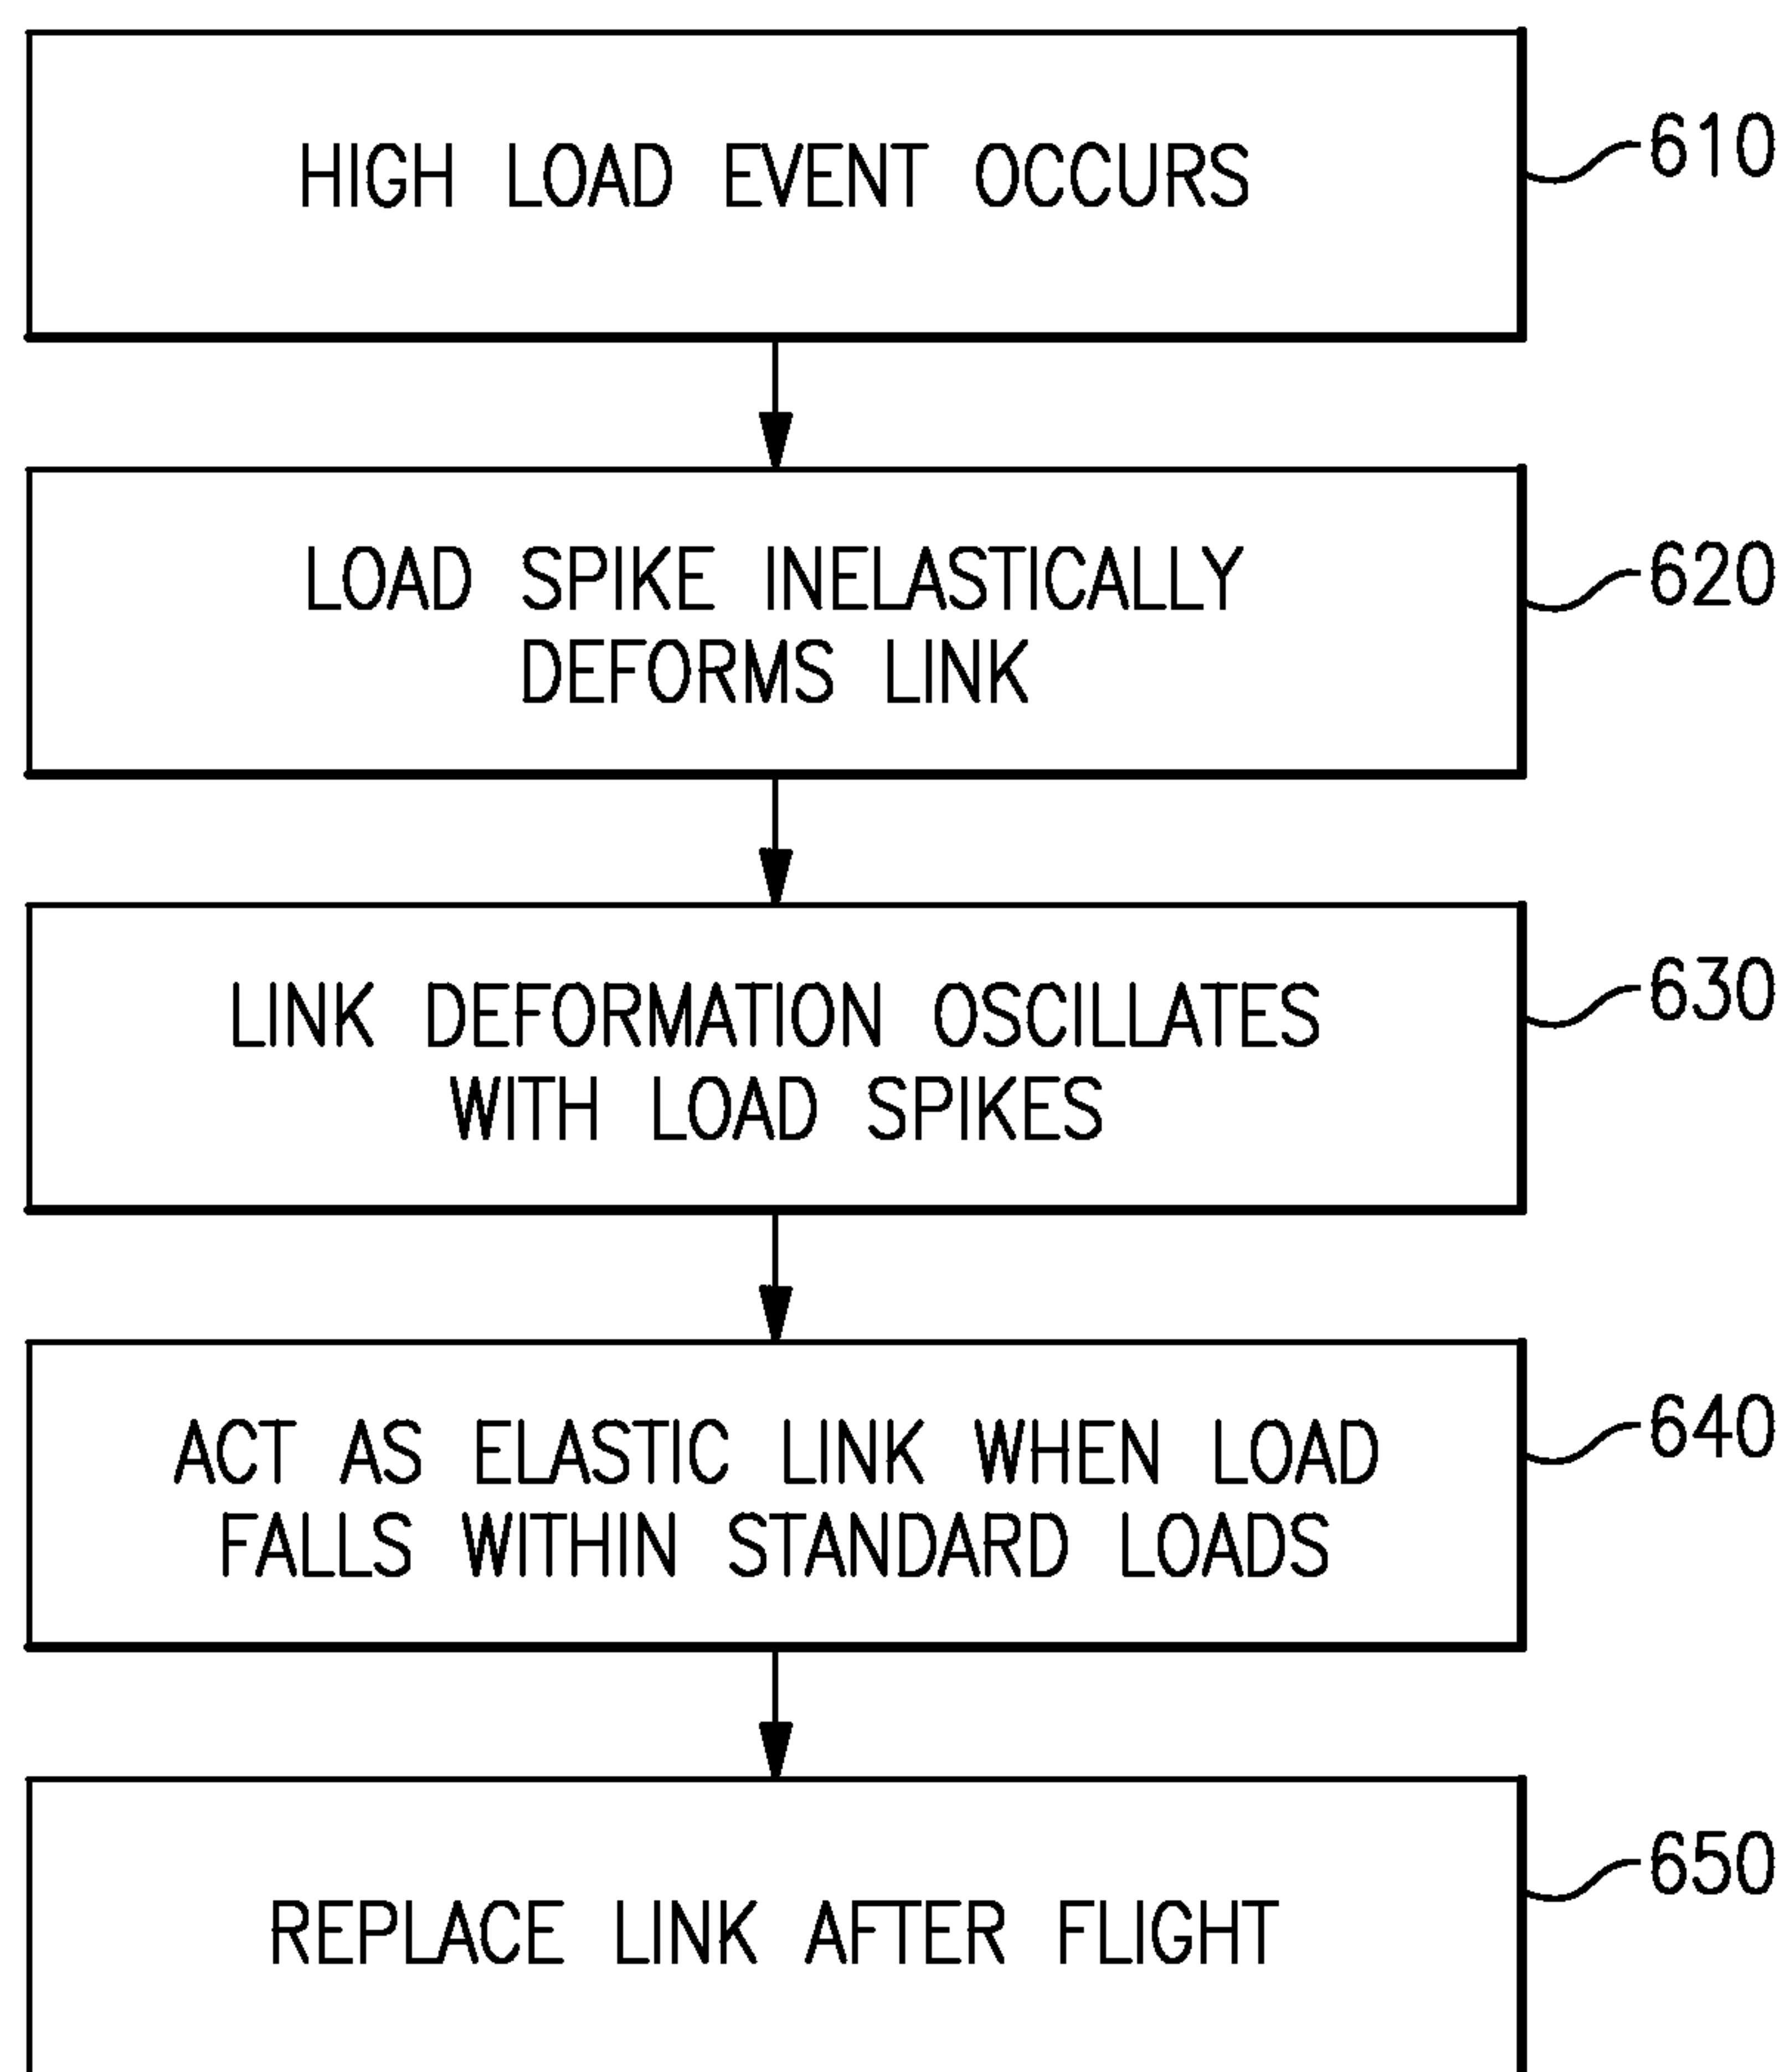 HIGH LOAD EVENT OCCURS
610
LOAD SPIKE INELASTICALLY
DEFORMS LINK
620
LINK DEFORMATION OSCILLATES
WITH LOAD SPIKES
630
ACT AS ELASTIC LINK WHEN LOAD
FALLS WITHIN STANDARD LOADS
640
REPLACE LINK AFTER FLIGHT
650